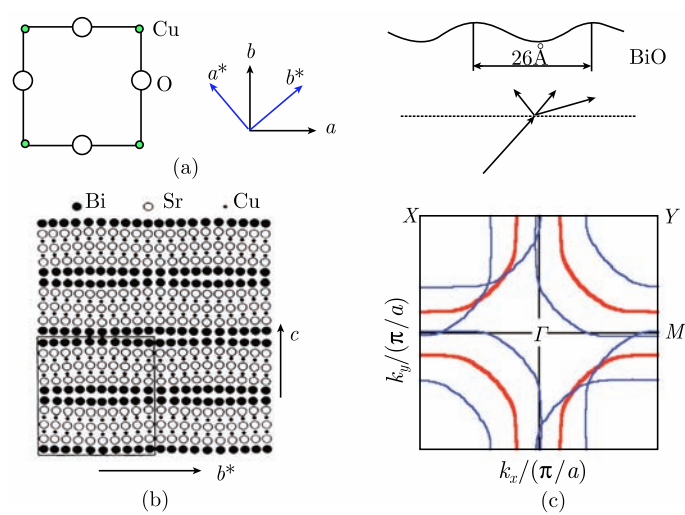 Cu
O
a*
b
b*
a
(a)
26Å
BiO
Bi
Sr
Cu
c
b*
(b)
X
Y
Γ
M
k_y/(π/a)
k_x/(π/a)
(c)